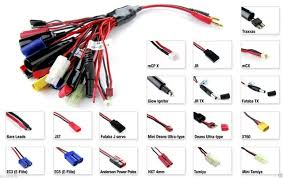 Traxxas
mCP X
JR
mCX
Glow Ignitor
JR TX
Futaba TX
Bare Leads
JST
Futaba J servo
Mini Deans Ultra-type
Deans Ultra-type
XT60
EC3 (E-Flite)
EC5 (E-Flite)
Anderson Power Poles
HXT 4mm
Tamiya
Mini Tamiya